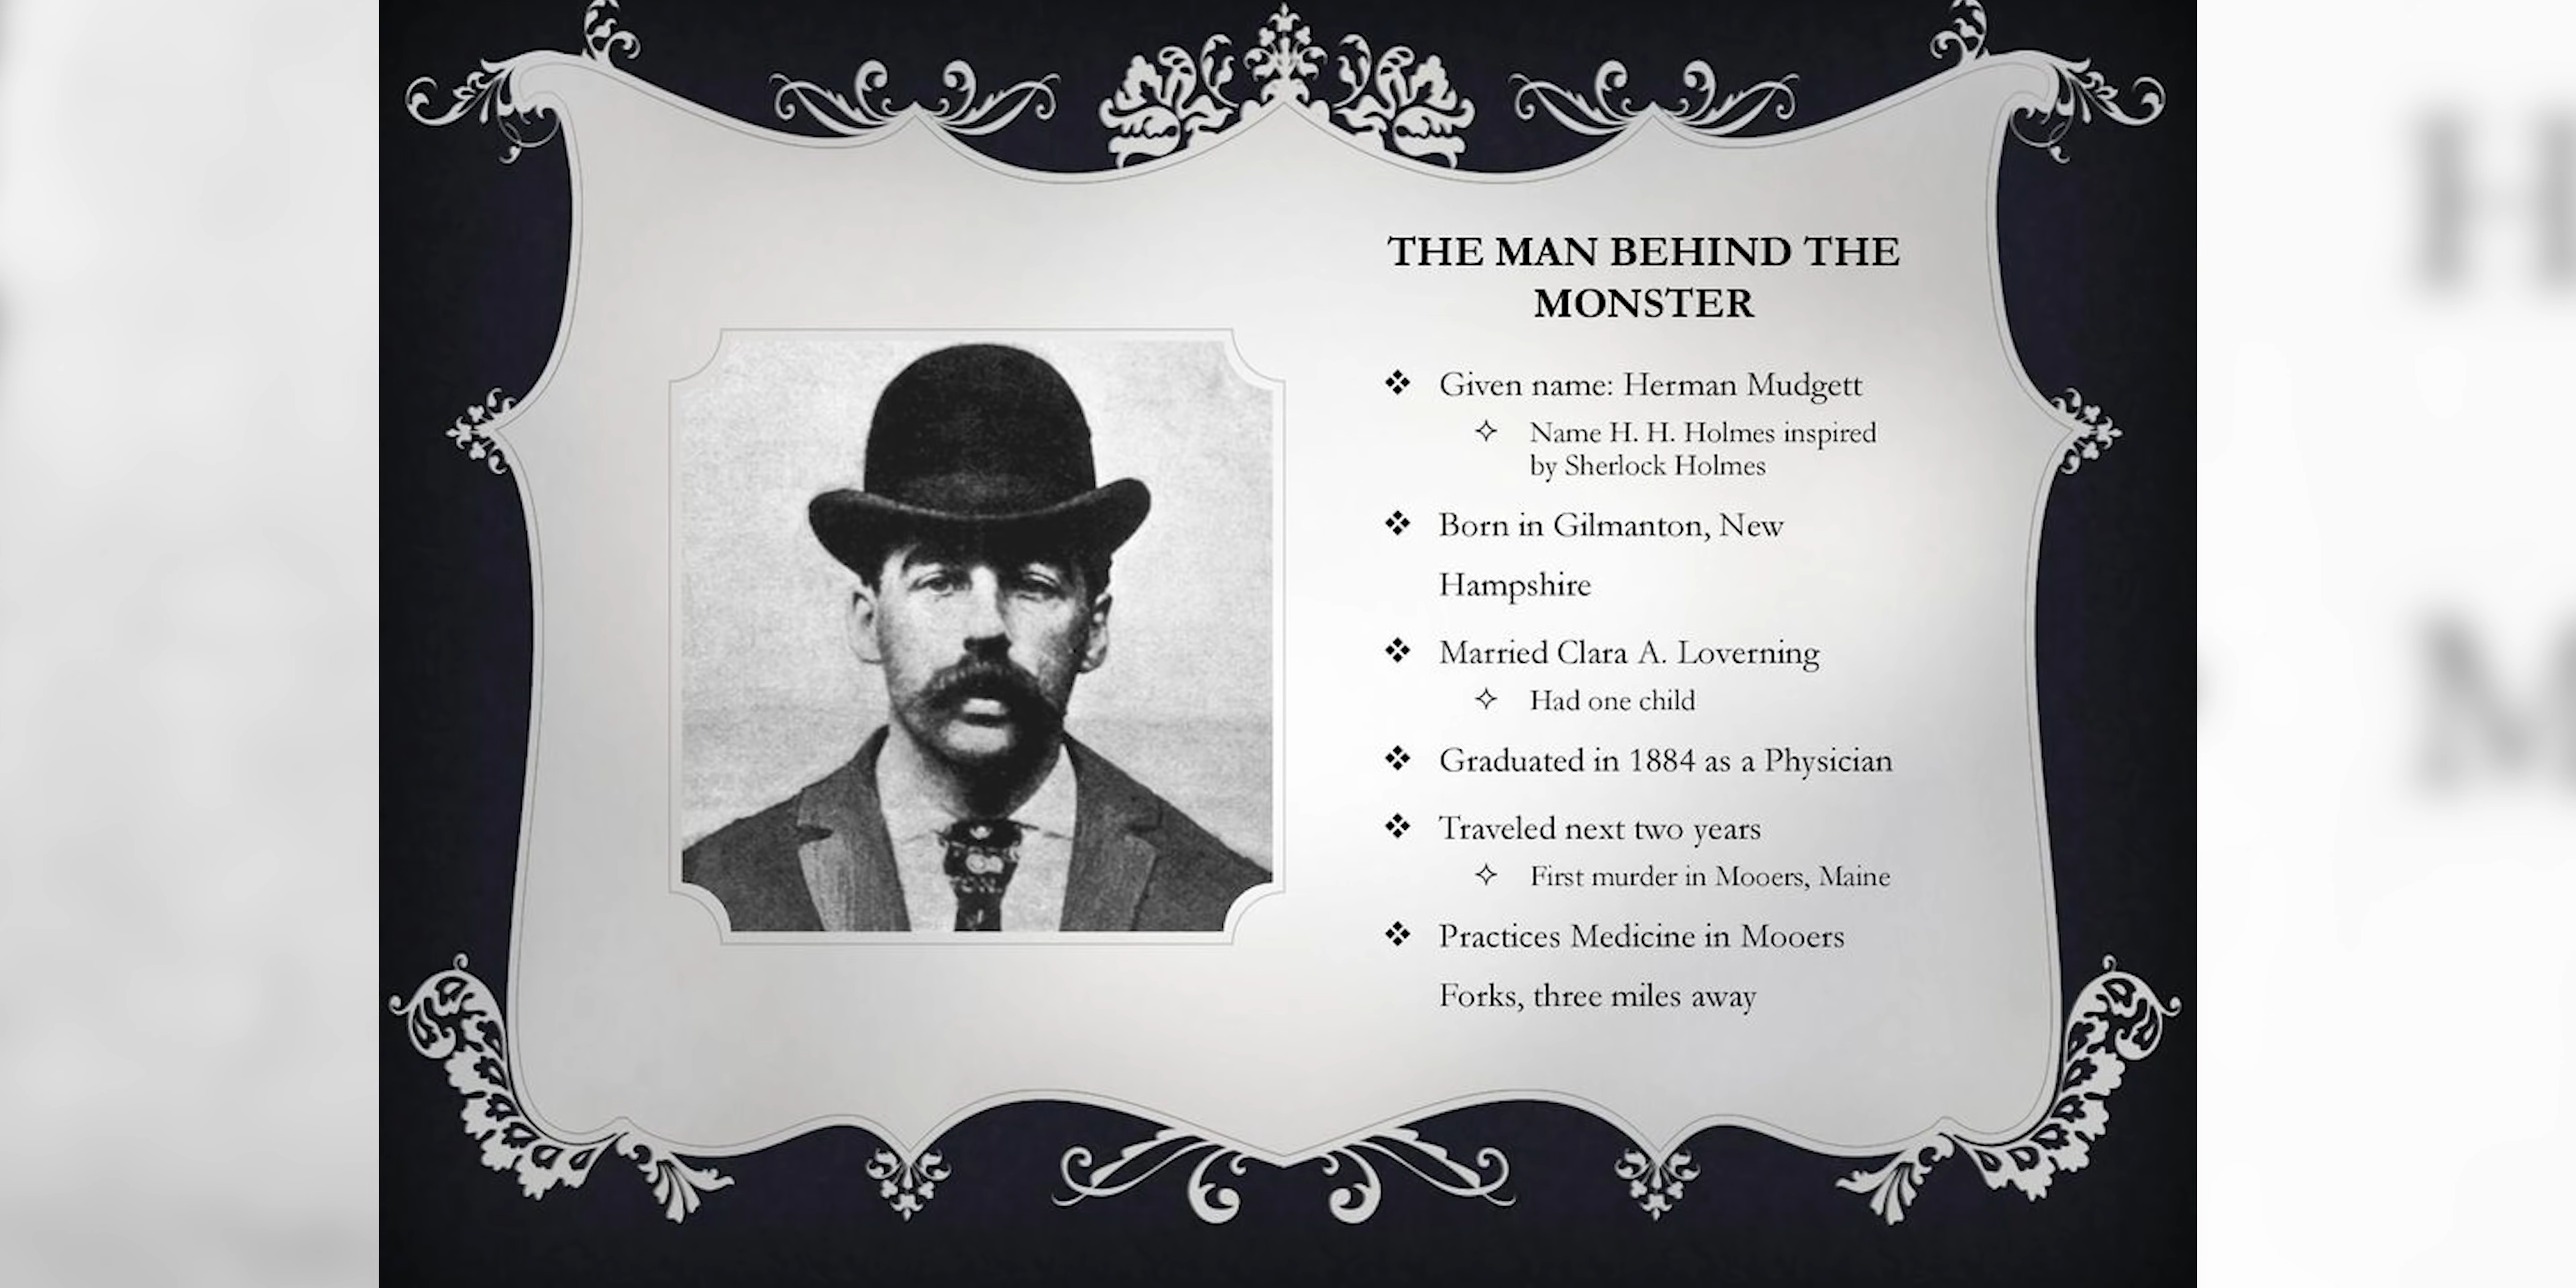 THE MAN BEHIND THE
MONSTER
Given name: Herman Mudgett
Name H. H. Holmes inspired
by Sherlock Holmes
Born in Gilmanton, New
Hampshire
Married Clara A. Loverning
Had one child
Graduated in 1884 as a Physician
Traveled next two years
First murder in Mooers, Maine
Practices Medicine in Mooers
Forks, three miles away